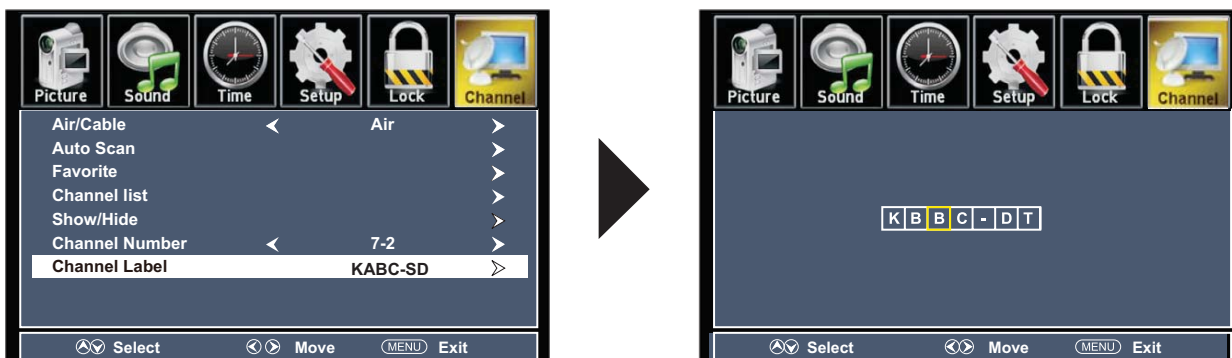 Picture Sound Time Setup Lock Channel
Air/Cable Air
Auto Scan
Favorite
Channel list
Show/Hide
Channel Number 7-2
Channel Label KABC-SD
Select Move MENU Exit
Picture Sound Time Setup Lock Channel
KBBC-DT
Select Move MENU Exit